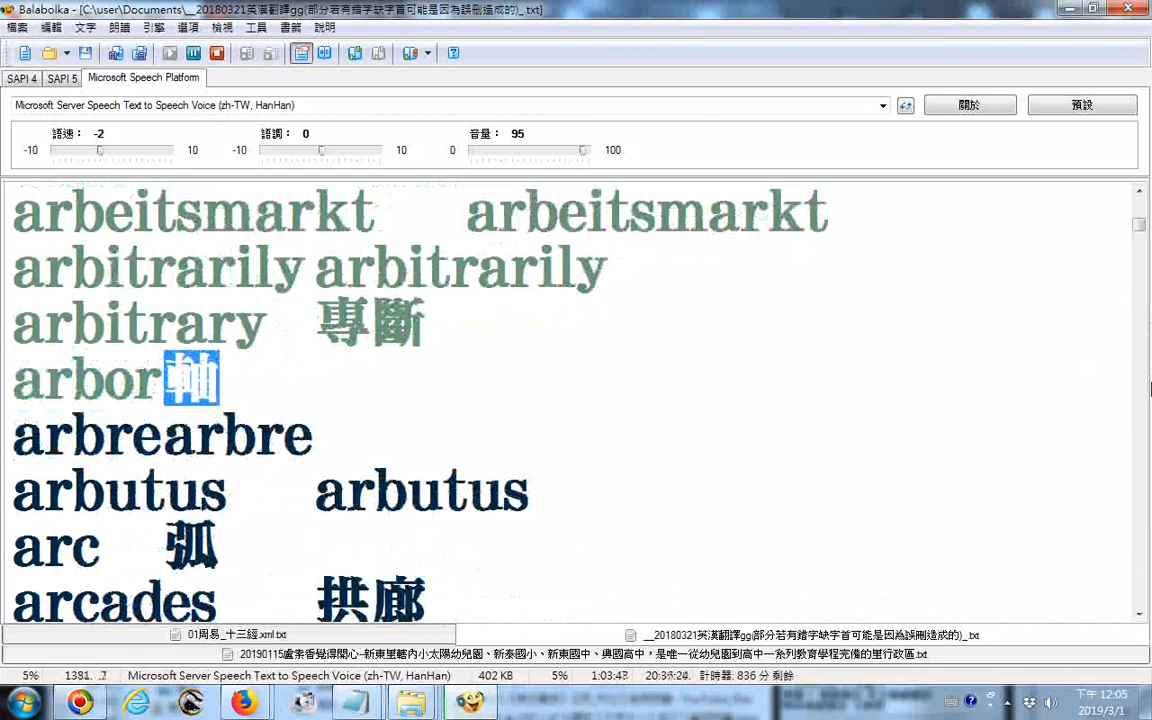 Balabolka - [C:\user\Documents\__20180321英漢翻譯gg(部分若有錯字缺字首可能是因為誤刪造成的)_.txt]
檔案 編輯 文字 朗讀 引擎 選項 檢視 工具 書籤 說明
SAPI 4 SAPI 5 Microsoft Speech Platform
Microsoft Server Speech Text to Speech Voice (zh-TW, HanHan) 關於 預設
語速： -2 語調： 0 音量： 95
-10 10 -10 10 0 100
arbeitsmarkt arbeitsmarkt
arbitrarily arbitrarily
arbitrary 專斷
arbor 軸
arbrearbre
arbutus arbutus
arc 弧
arcades 拱廊
01周易_十三經.xml.txt __20180321英漢翻譯gg(部分若有錯字缺字首可能是因為誤刪造成的)_.txt
20190115盧素香覺得開心--新東里轄內小太陽幼兒園、新泰國小、新東國中、興國高中，是唯一從幼兒園到高中一系列教育學程完備的里行政區.txt
5% 1381. .7 Microsoft Server Speech Text to Speech Voice (zh-TW, HanHan) 402 KB 5% 1:03:43 20:36:24. 計時器: 836 分 剩餘
下午 12:05
2019/3/1